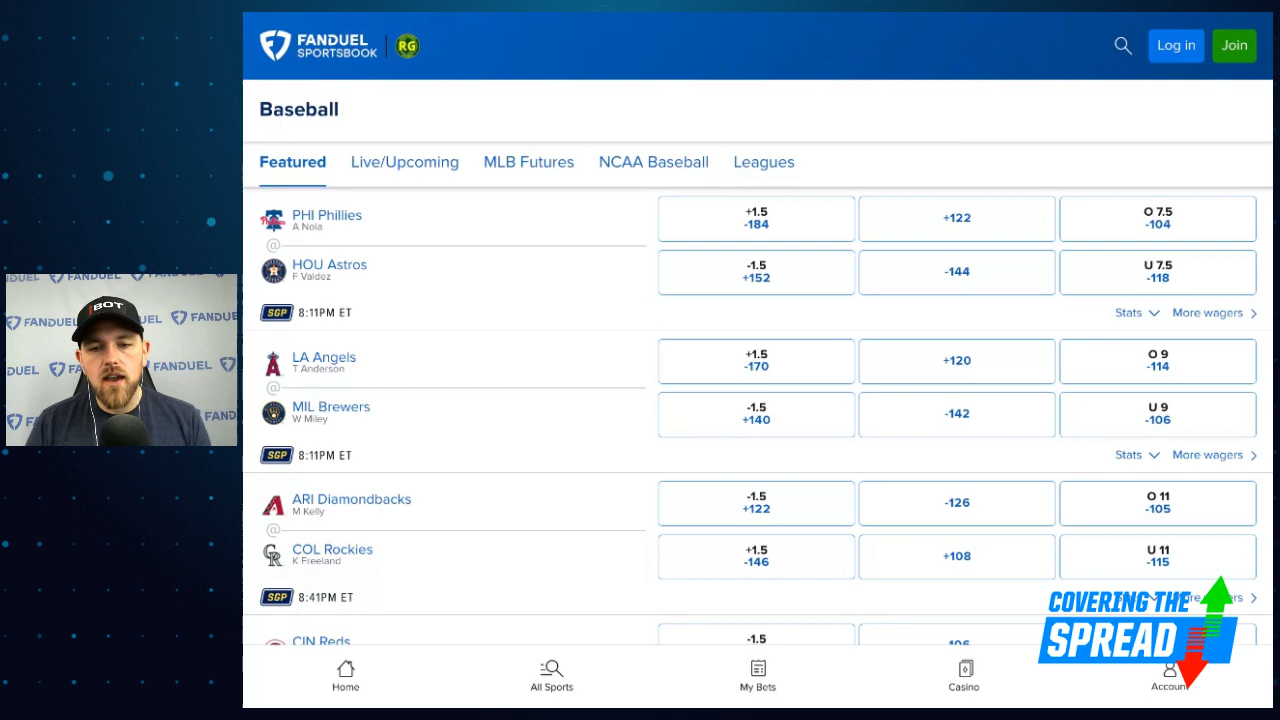 FANDUEL
SPORTSBOOK
RG
Log in
Join
Baseball
Featured
Live/Upcoming
MLB Futures
NCAA Baseball
Leagues
PHI Phillies
A Nola
+1.5
-184
+122
O 7.5
-104
@
HOU Astros
F Valdez
-1.5
+152
-144
U 7.5
-118
SGP 8:11PM ET
Stats
More wagers
LA Angels
T Anderson
+1.5
-170
+120
O 9
-114
@
MIL Brewers
W Miley
-1.5
+140
-142
U 9
-106
SGP 8:11PM ET
Stats
More wagers
ARI Diamondbacks
M Kelly
-1.5
+122
-126
O 11
-105
@
COL Rockies
K Freeland
+1.5
-146
+108
U 11
-115
SGP 8:41PM ET
CIN Reds
-1.5
Home
All Sports
My Bets
Casino
Account
COVERING THE
SPREAD
BOT
FANDUEL
FANDUEL
FANDUEL